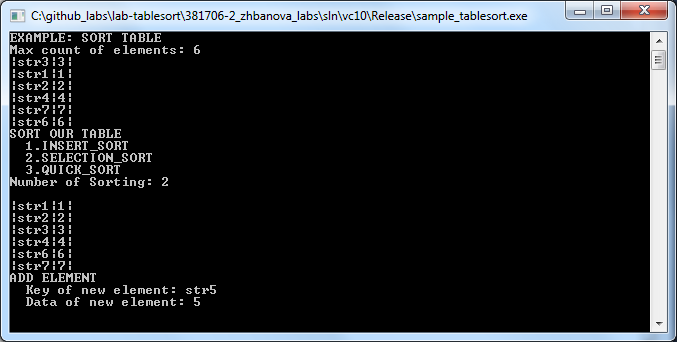 C:\github_labs\lab-tablesort\381706-2_zhbanova_labs\sln\vc10\Release\sample_tablesort.exe
EXAMPLE: SORT TABLE
Max count of elements: 6
|str3|3|
|str1|1|
|str2|2|
|str4|4|
|str7|7|
|str6|6|
SORT OUR TABLE
  1.INSERT_SORT
  2.SELECTION_SORT
  3.QUICK_SORT
Number of Sorting: 2

|str1|1|
|str2|2|
|str3|3|
|str4|4|
|str6|6|
|str7|7|
ADD ELEMENT
  Key of new element: str5
  Data of new element: 5